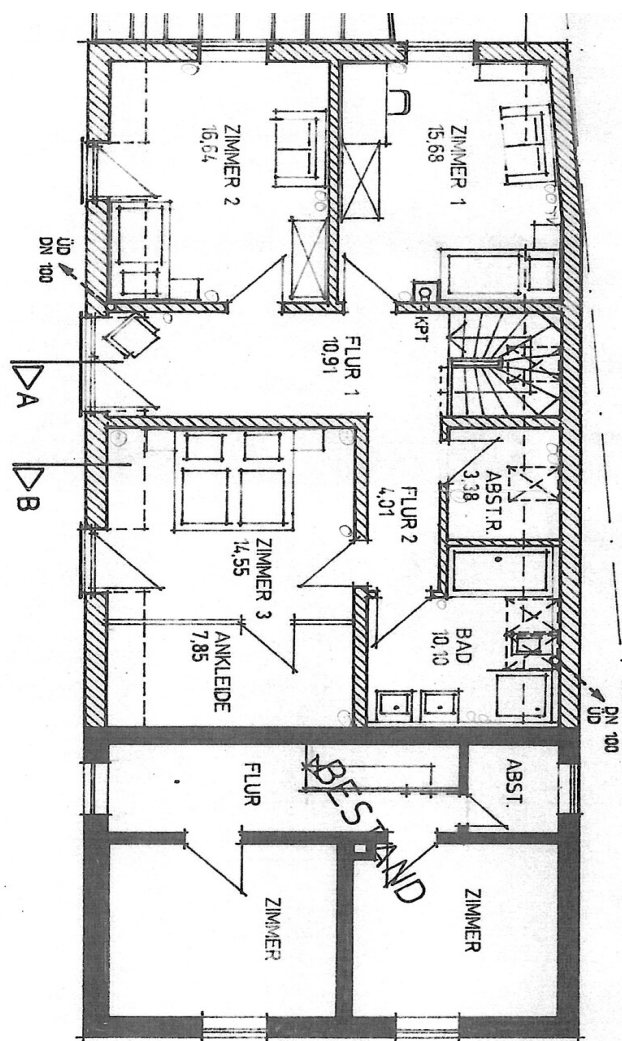 ZIMMER 1
15,68
ZIMMER 2
16,64
KPT
FLUR 1
10,91
ÜD
DN 100
A
B
ABST.R.
3,38
FLUR 2
4,01
ZIMMER 3
14,55
ANKLEIDE
7,85
BAD
10,10
DN 100
ÜD
ABST.
FLUR
BESTAND
ZIMMER
ZIMMER